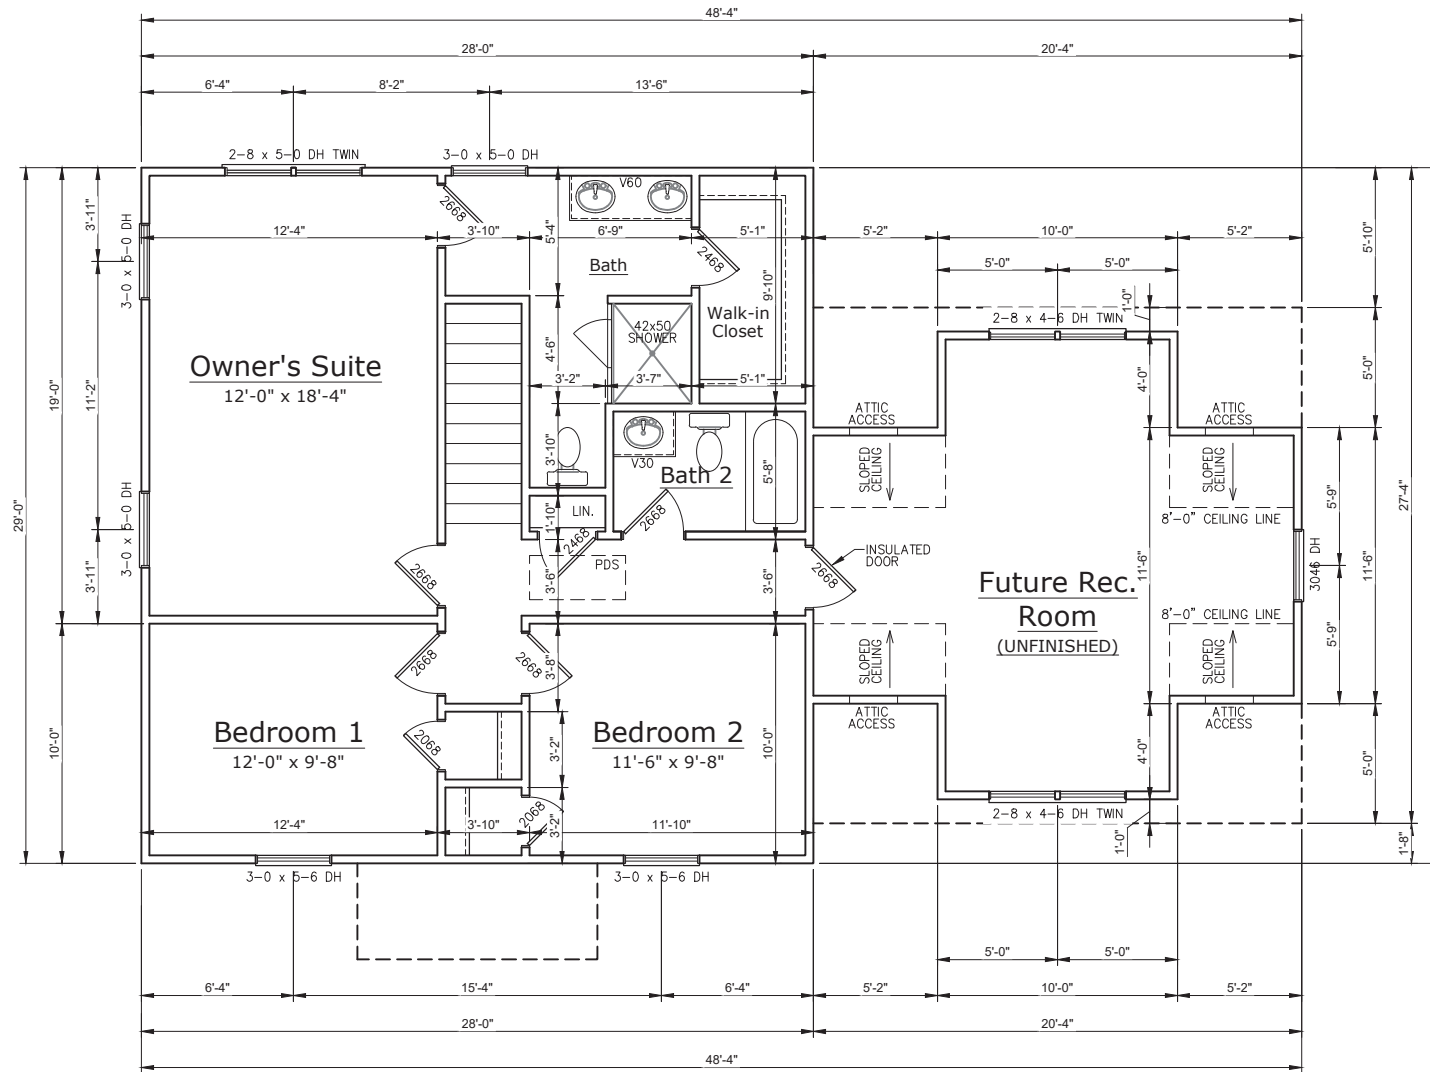 48'-4"
28'-0" 20'-4"
6'-4" 8'-2" 13'-6"
2-8 x 5-0 DH TWIN 3-0 x 5-0 DH
V60
2668
3'-11" 3-0 x 5-0 DH
12'-4" 3'-10" 5'-4" 6'-9" 5'-1" 5'-2" 10'-0" 5'-2"
5'-10"
2468
Bath
5'-0" 5'-0"
9'-10"
1'-0"
Walk-in
Closet
2-8 x 4-6 DH TWIN
42x50
SHOWER
Owner's Suite
12'-0" x 18'-4"
4'-6"
3'-2" 3'-7" 5'-1"
4'-0"
5'-0"
19'-0" 11'-2"
ATTIC
ACCESS
ATTIC
ACCESS
V30
3'-10"
Bath 2
5'-8"
SLOPED
CEILING
SLOPED
CEILING
5'-9"
29'-0"
27'-4"
3-0 x 5-0 DH
1'-10"
LIN.
2668
8'-0" CEILING LINE
2468
3'-11"
2668
3'-6"
PDS
3'-6"
2668
INSULATED
DOOR
Future Rec.
Room
(UNFINISHED)
11'-6"
3046 DH
11'-6"
8'-0" CEILING LINE
5'-9"
2668
2668
3'-8"
SLOPED
CEILING
SLOPED
CEILING
ATTIC
ACCESS
ATTIC
ACCESS
Bedroom 1
12'-0" x 9'-8"
2068
3'-2"
Bedroom 2
11'-6" x 9'-8"
10'-0"
10'-0"
4'-0"
5'-0"
2068
3'-2"
12'-4" 3'-10" 11'-10"
2-8 x 4-6 DH TWIN
1'-0"
1'-8"
3-0 x 5-6 DH 3-0 x 5-6 DH
5'-0" 5'-0"
6'-4" 15'-4" 6'-4" 5'-2" 10'-0" 5'-2"
28'-0" 20'-4"
48'-4"